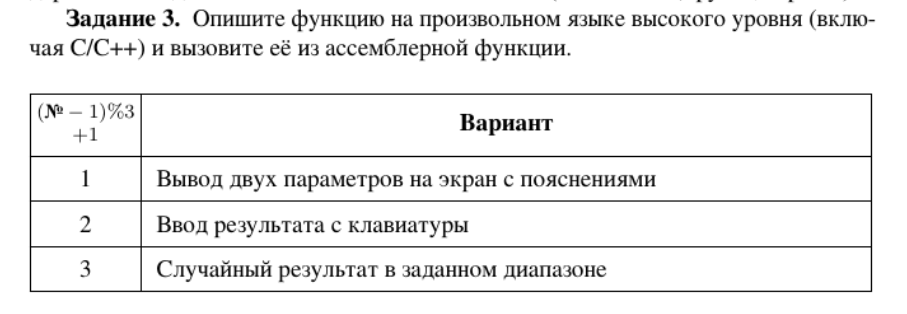 Задание 3. Опишите функцию на произвольном языке высокого уровня (вклю-
чая C/C++) и вызовите её из ассемблерной функции.
(№ − 1)%3
+1
Вариант
1 Вывод двух параметров на экран с пояснениями
2 Ввод результата с клавиатуры
3 Случайный результат в заданном диапазоне